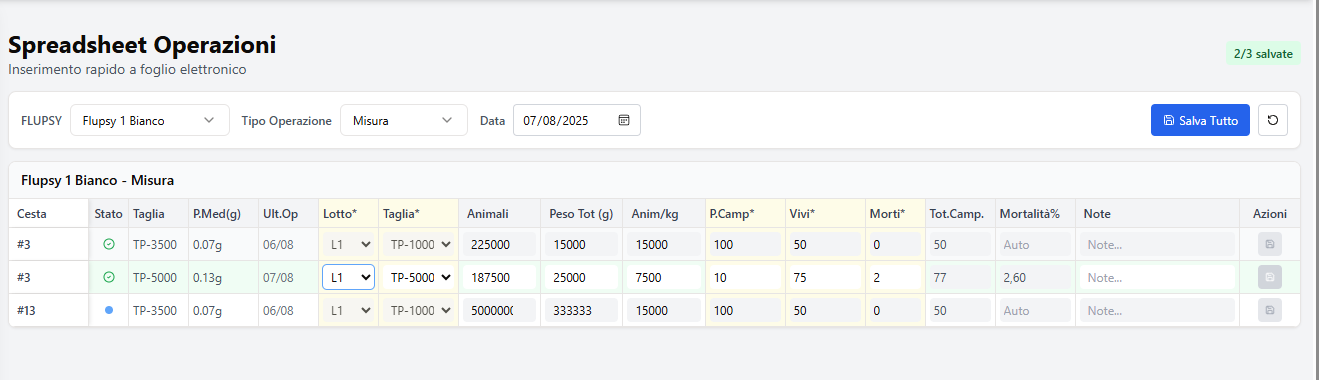 Spreadsheet Operazioni
Inserimento rapido a foglio elettronico
2/3 salvate
FLUPSY Flupsy 1 Bianco Tipo Operazione Misura Data 07/08/2025 Salva Tutto
Flupsy 1 Bianco - Misura
Cesta Stato Taglia P.Med(g) Ult.Op Lotto* Taglia* Animali Peso Tot (g) Anim/kg P.Camp* Vivi* Morti* Tot.Camp. Mortalità% Note Azioni
#3 TP-3500 0.07g 06/08 L1 TP-1000 225000 15000 15000 100 50 0 50 Auto Note...
#3 TP-5000 0.13g 07/08 L1 TP-5000 187500 25000 7500 10 75 2 77 2,60 Note...
#13 TP-3500 0.07g 06/08 L1 TP-1000 5000000 333333 15000 100 50 0 50 Auto Note...